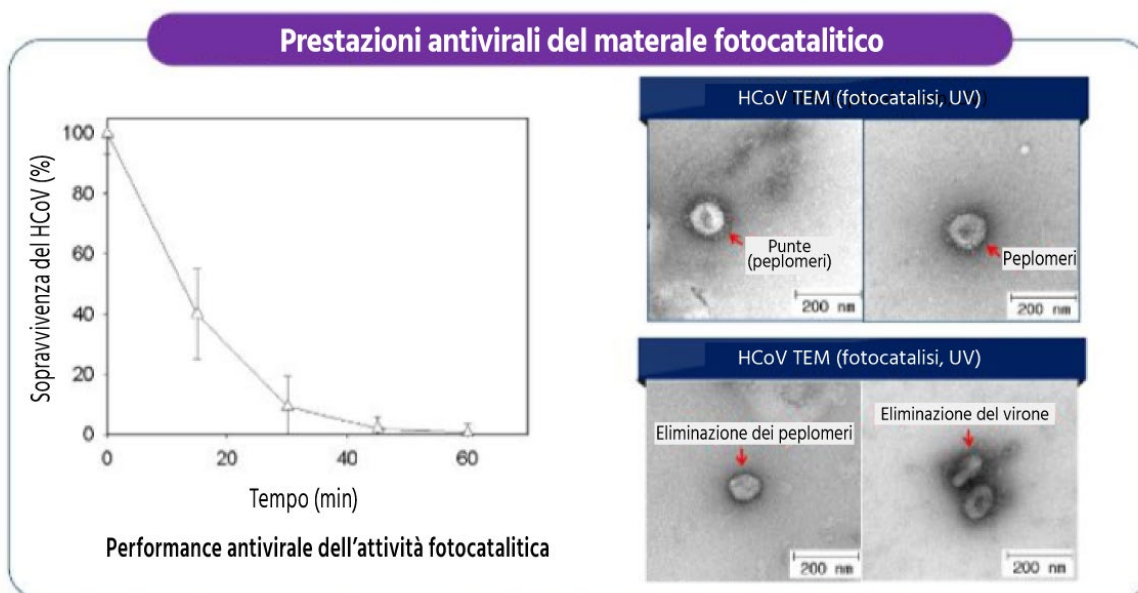 Prestazioni antivirali del materale fotocatalitico
Sopravvivenza del HCoV (%)
100
80
60
40
20
0
0
20
40
60
Tempo (min)
Performance antivirale dell'attività fotocatalitica
HCoV TEM (fotocatalisi, UV)
Punte
(peplomeri)
200 nm
Peplomeri
200 nm
HCoV TEM (fotocatalisi, UV)
Eliminazione dei peplomeri
200 nm
Eliminazione del virone
200 nm